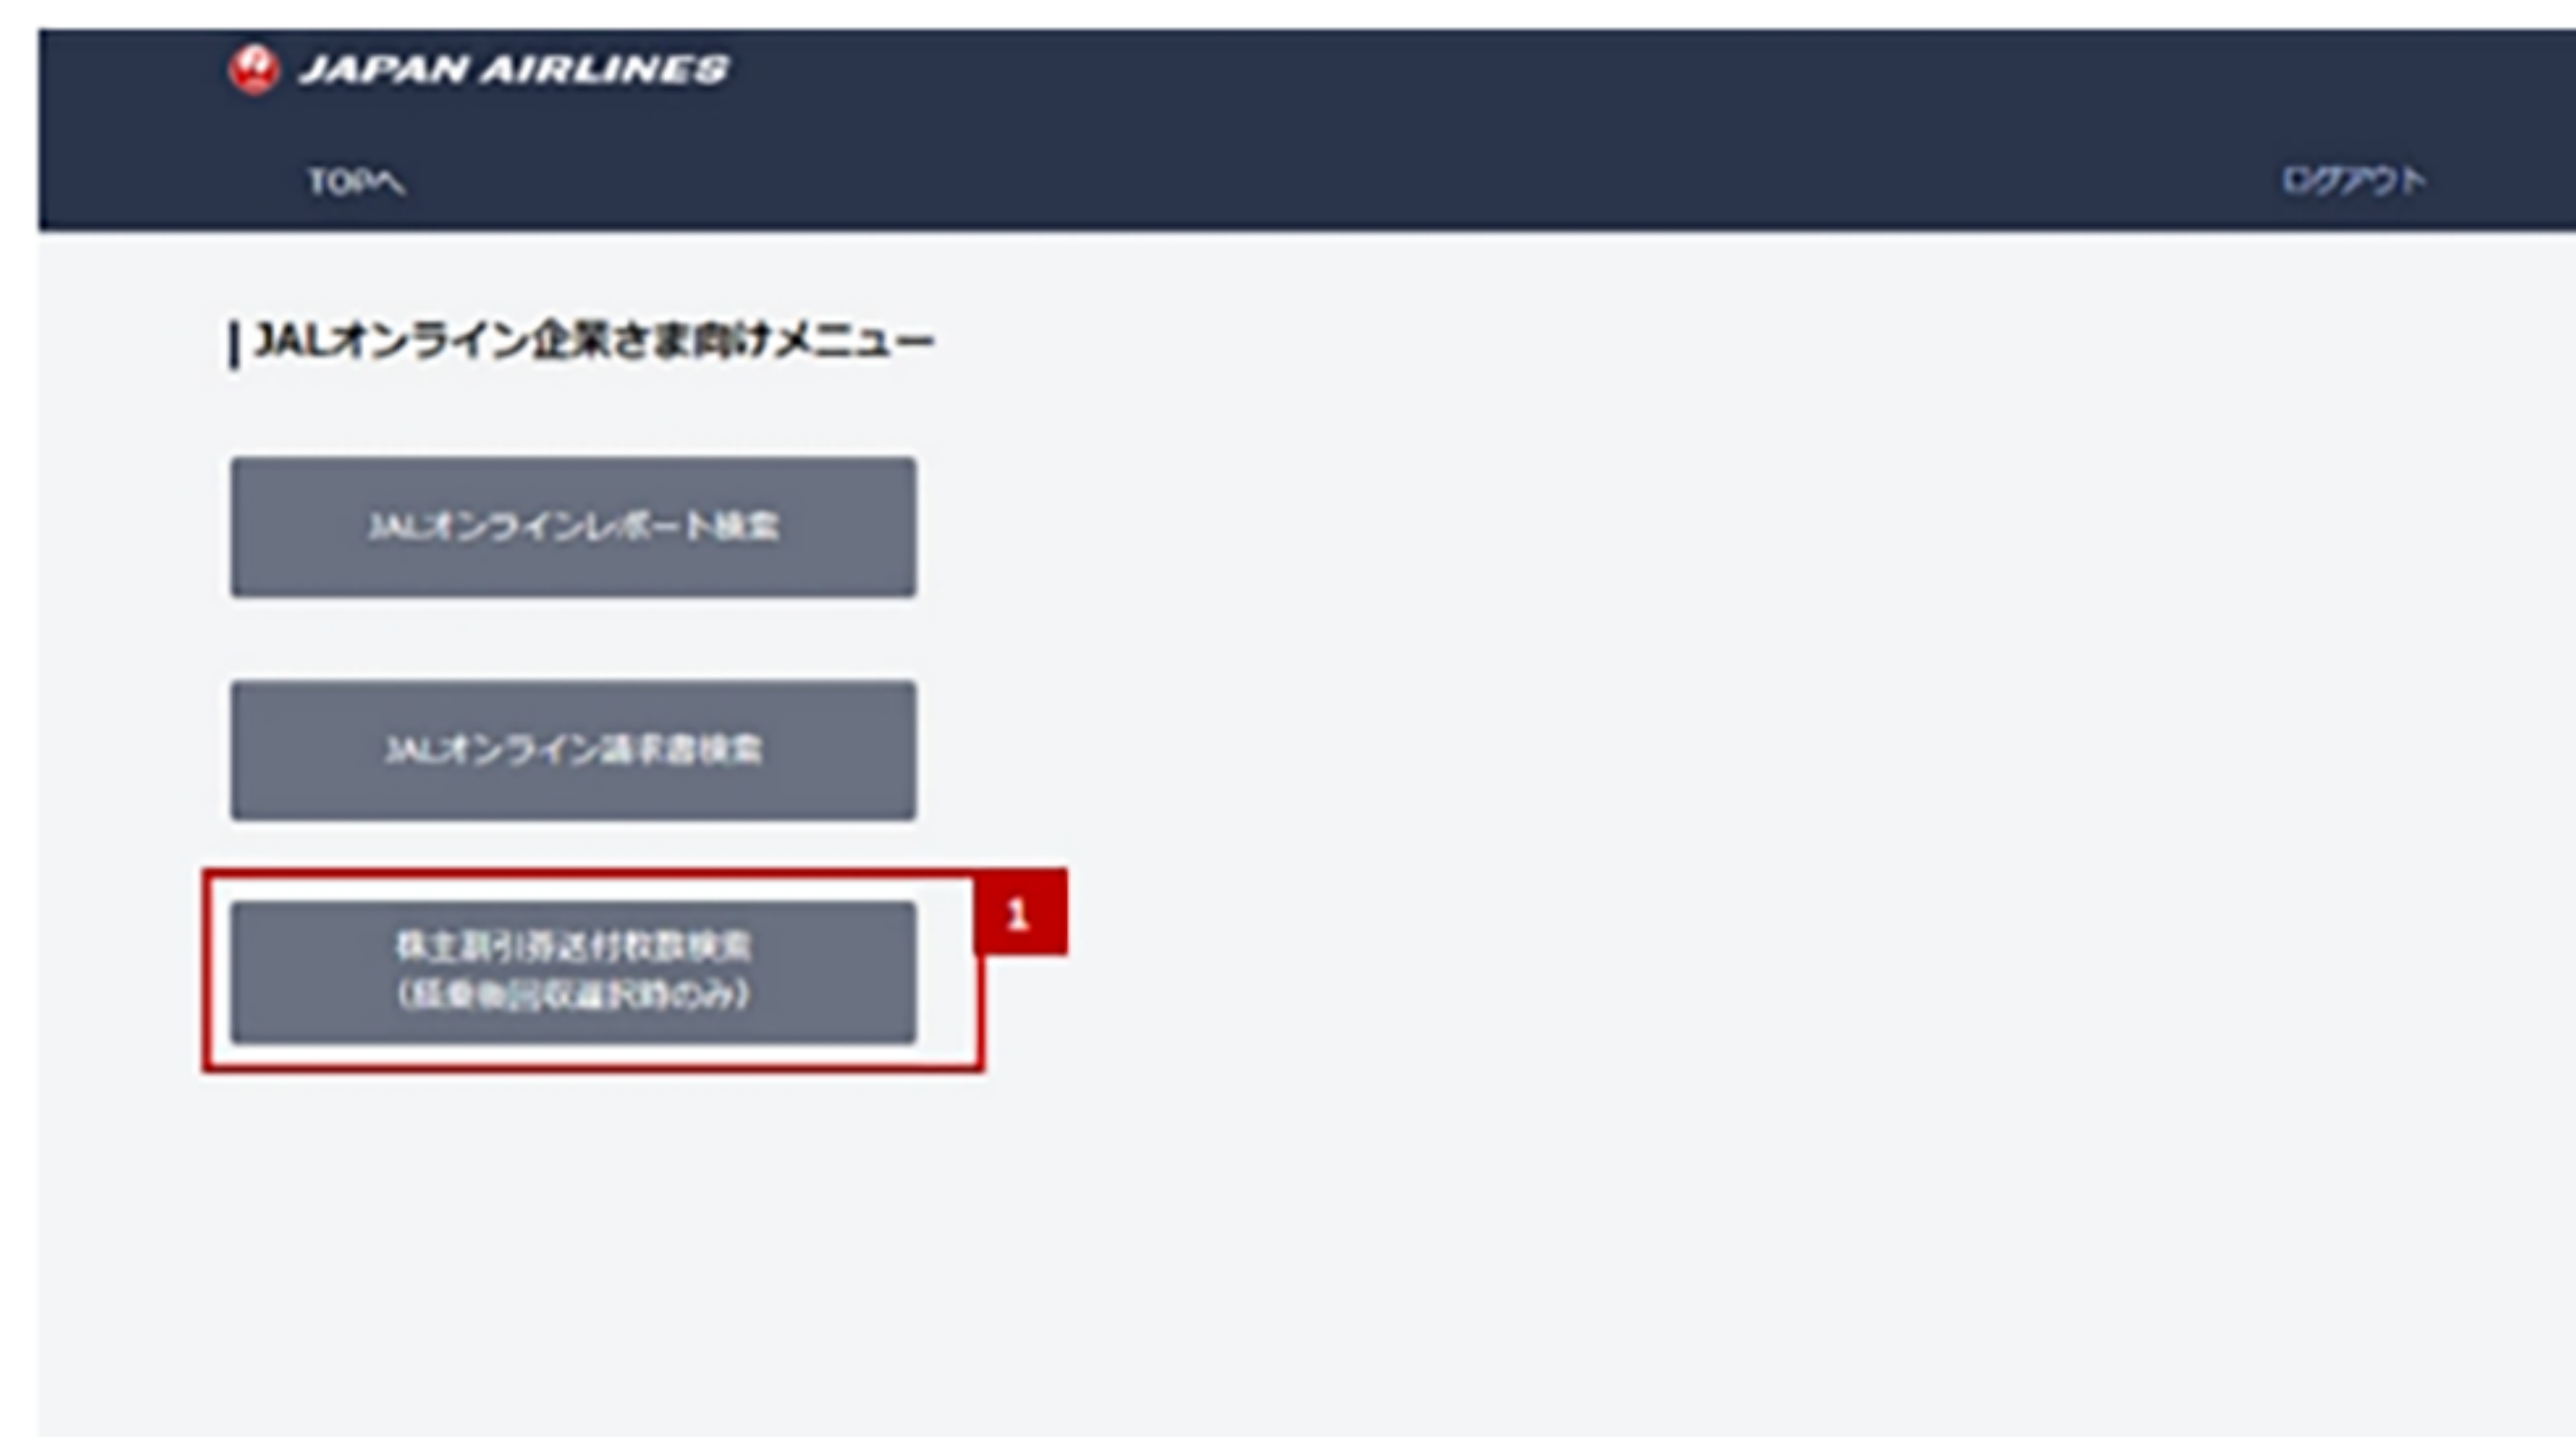 JAPAN AIRLINES
TOPへ
ログアウト
JALオンライン企業さま向けメニュー
JALオンラインレポート検索
JALオンライン請求書検索
1
株主割引券送付枚数検索
（搭乗後回収選択時のみ）